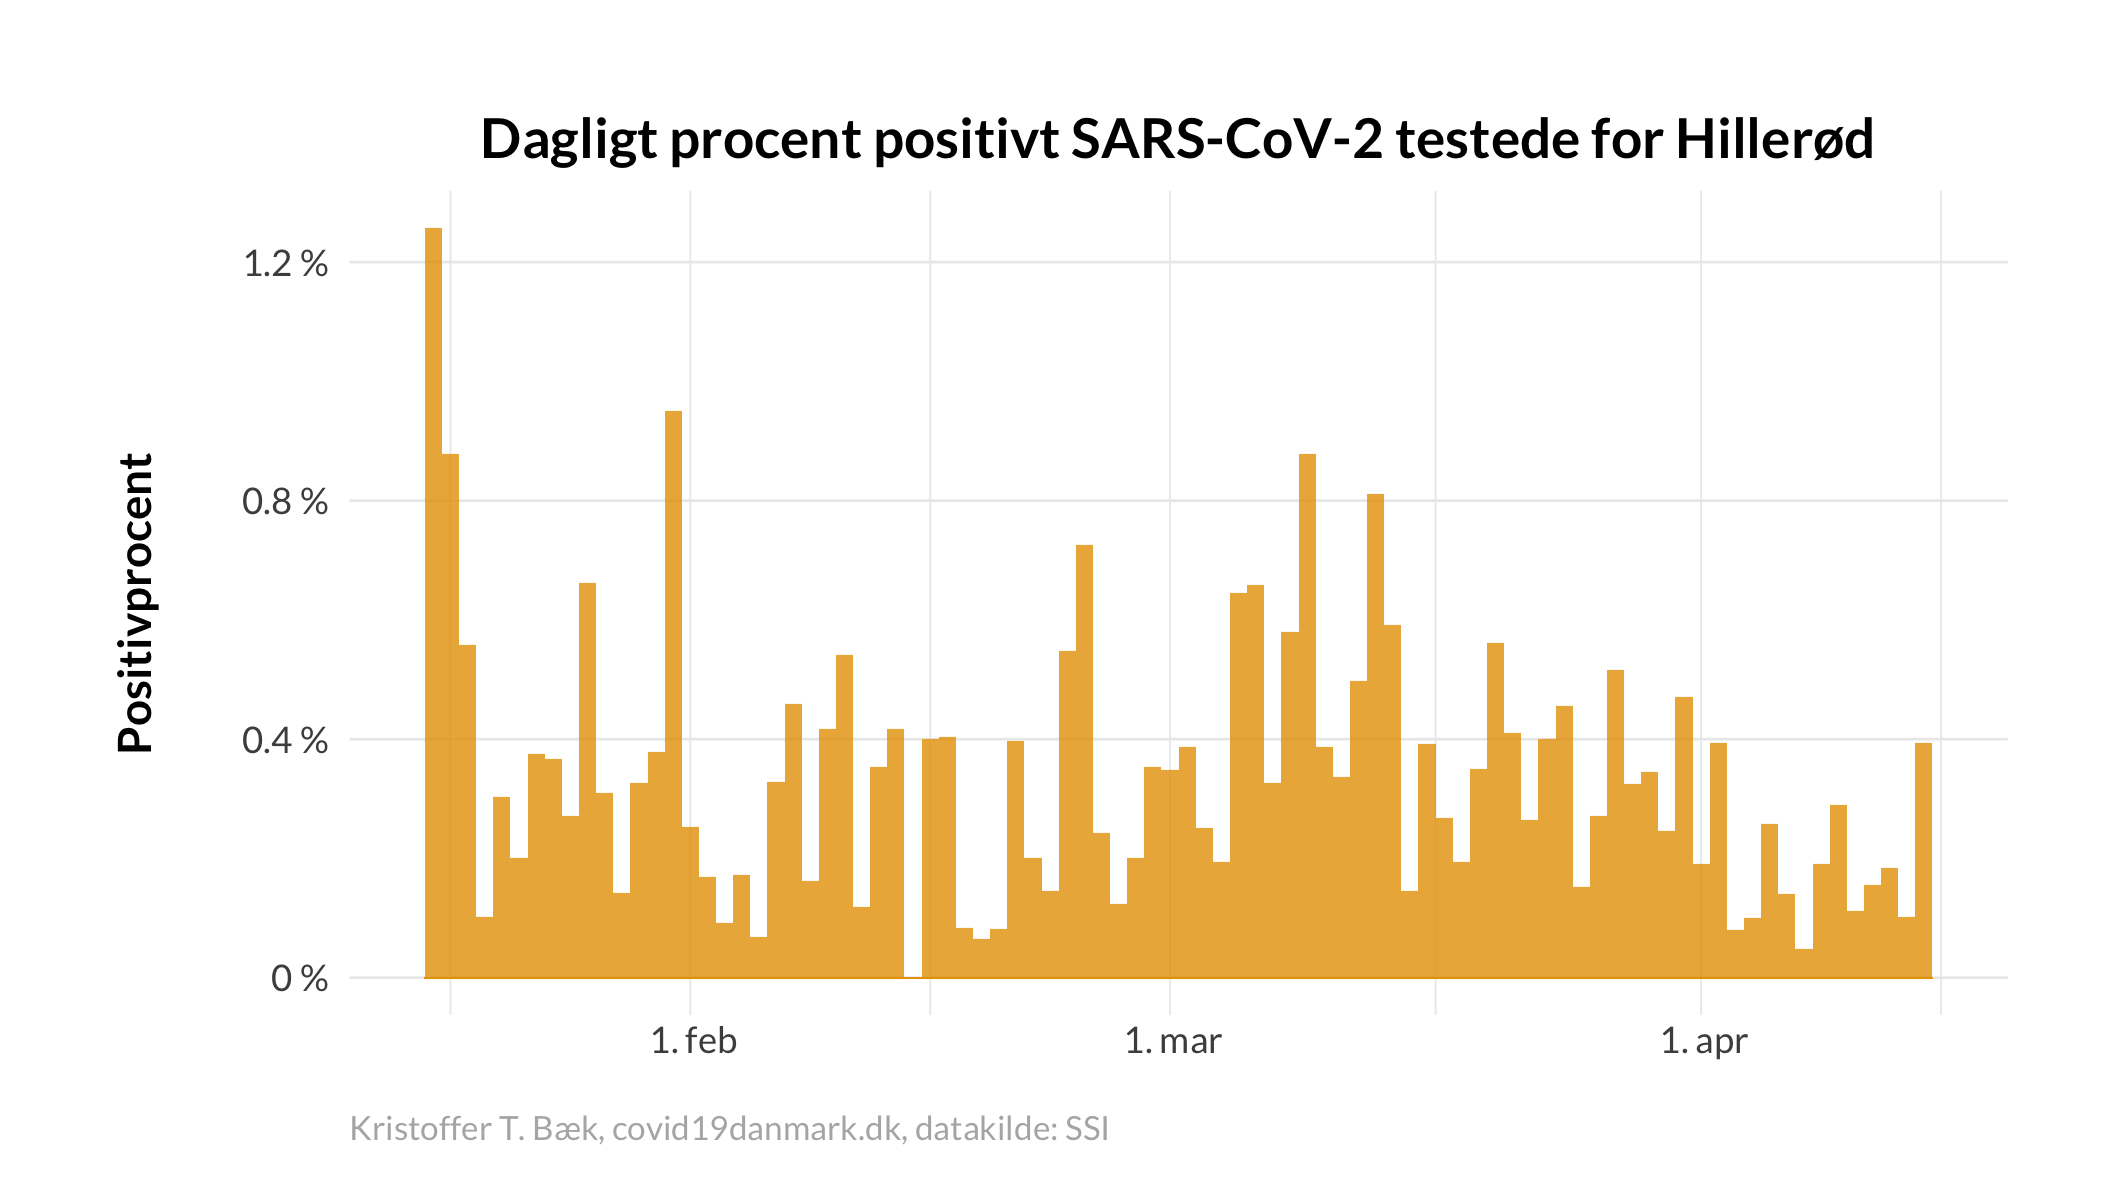 Dagligt procent positivt SARS-CoV-2 testede for Hillerød
Positivprocent
1.2 %
0.8 %
0.4 %
0 %
1. feb
1. mar
1. apr
Kristoffer T. Bæk, covid19danmark.dk, datakilde: SSI